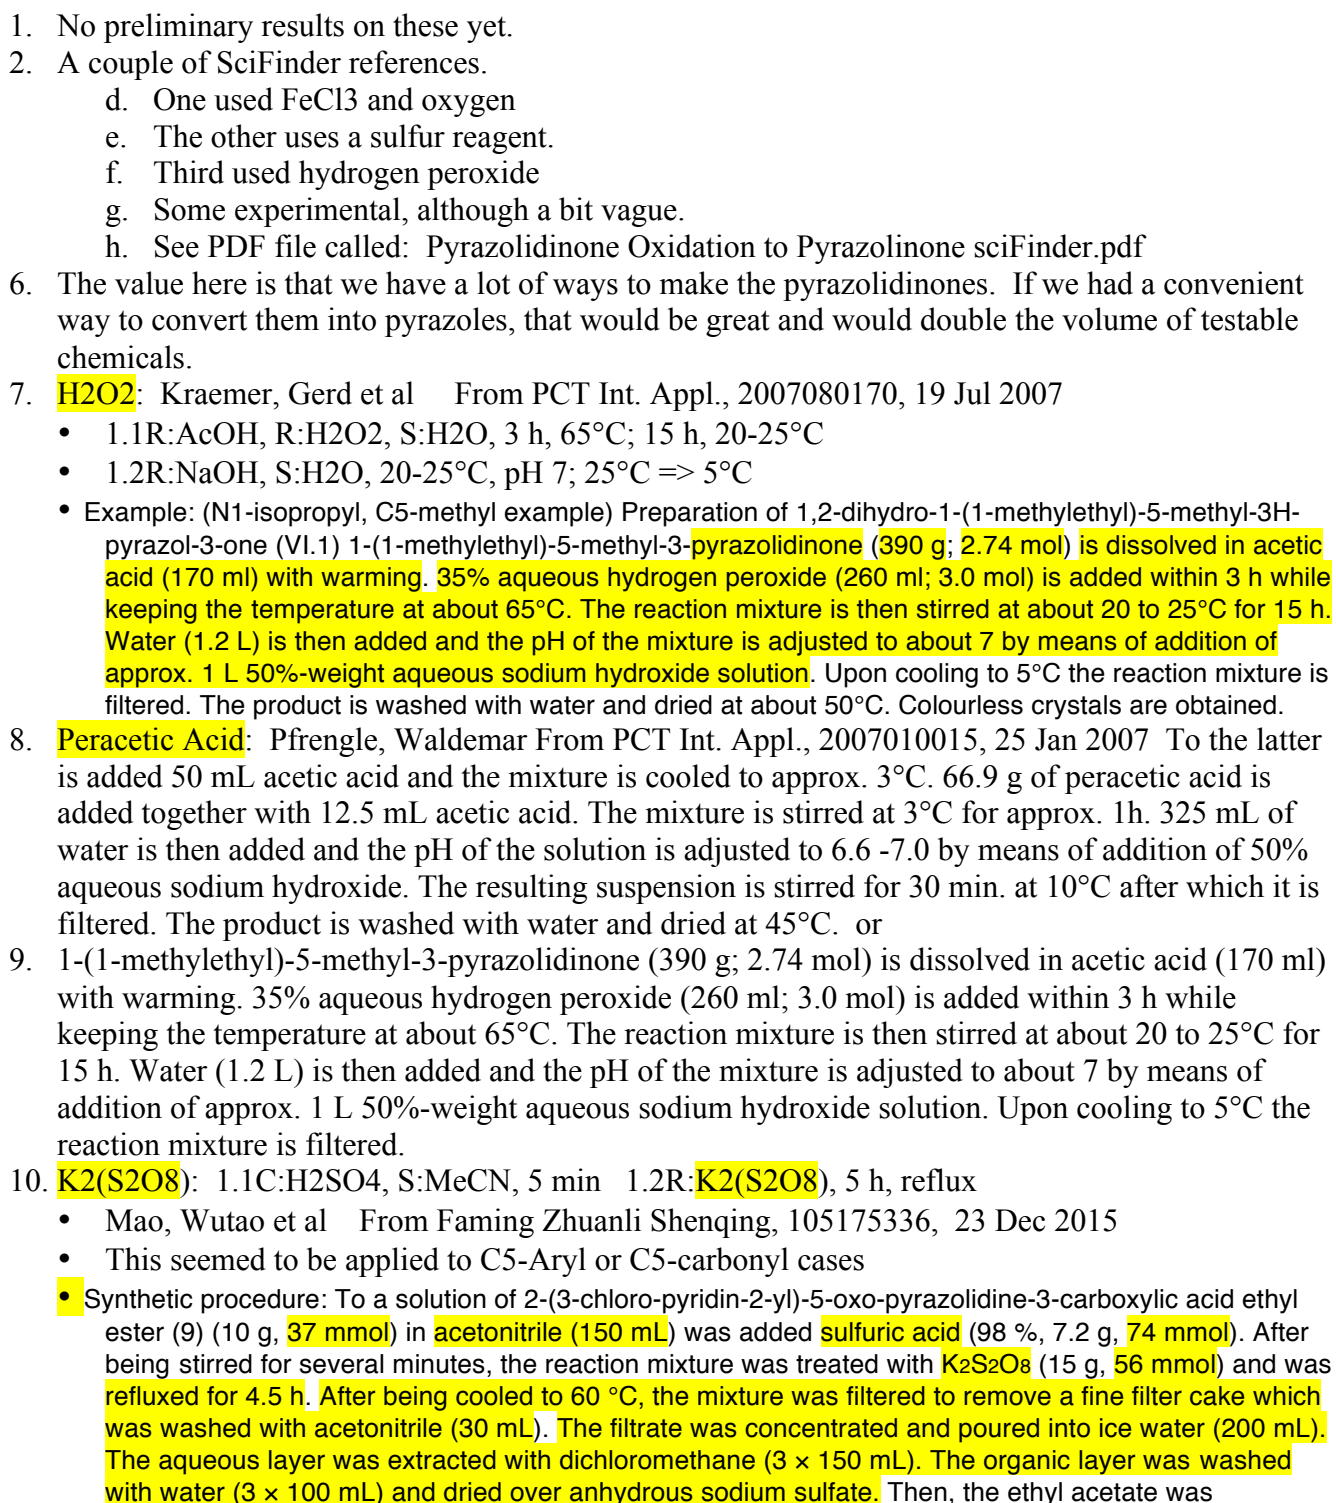 1. No preliminary results on these yet.
2. A couple of SciFinder references.
d. One used FeCl3 and oxygen
e. The other uses a sulfur reagent.
f. Third used hydrogen peroxide
g. Some experimental, although a bit vague.
h. See PDF file called: Pyrazolidinone Oxidation to Pyrazolinone sciFinder.pdf
6. The value here is that we have a lot of ways to make the pyrazolidinones. If we had a convenient
way to convert them into pyrazoles, that would be great and would double the volume of testable
chemicals.
7. H2O2: Kraemer, Gerd et al From PCT Int. Appl., 2007080170, 19 Jul 2007
• 1.1R:AcOH, R:H2O2, S:H2O, 3 h, 65°C; 15 h, 20-25°C
• 1.2R:NaOH, S:H2O, 20-25°C, pH 7; 25°C => 5°C
• Example: (N1-isopropyl, C5-methyl example) Preparation of 1,2-dihydro-1-(1-methylethyl)-5-methyl-3H-
pyrazol-3-one (VI.1) 1-(1-methylethyl)-5-methyl-3-pyrazolidinone (390 g; 2.74 mol) is dissolved in acetic
acid (170 ml) with warming. 35% aqueous hydrogen peroxide (260 ml; 3.0 mol) is added within 3 h while
keeping the temperature at about 65°C. The reaction mixture is then stirred at about 20 to 25°C for 15 h.
Water (1.2 L) is then added and the pH of the mixture is adjusted to about 7 by means of addition of
approx. 1 L 50%-weight aqueous sodium hydroxide solution. Upon cooling to 5°C the reaction mixture is
filtered. The product is washed with water and dried at about 50°C. Colourless crystals are obtained.
8. Peracetic Acid: Pfrengle, Waldemar From PCT Int. Appl., 2007010015, 25 Jan 2007 To the latter
is added 50 mL acetic acid and the mixture is cooled to approx. 3°C. 66.9 g of peracetic acid is
added together with 12.5 mL acetic acid. The mixture is stirred at 3°C for approx. 1h. 325 mL of
water is then added and the pH of the solution is adjusted to 6.6 -7.0 by means of addition of 50%
aqueous sodium hydroxide. The resulting suspension is stirred for 30 min. at 10°C after which it is
filtered. The product is washed with water and dried at 45°C. or
9. 1-(1-methylethyl)-5-methyl-3-pyrazolidinone (390 g; 2.74 mol) is dissolved in acetic acid (170 ml)
with warming. 35% aqueous hydrogen peroxide (260 ml; 3.0 mol) is added within 3 h while
keeping the temperature at about 65°C. The reaction mixture is then stirred at about 20 to 25°C for
15 h. Water (1.2 L) is then added and the pH of the mixture is adjusted to about 7 by means of
addition of approx. 1 L 50%-weight aqueous sodium hydroxide solution. Upon cooling to 5°C the
reaction mixture is filtered.
10. K2(S2O8): 1.1C:H2SO4, S:MeCN, 5 min 1.2R:K2(S2O8), 5 h, reflux
• Mao, Wutao et al From Faming Zhuanli Shenqing, 105175336, 23 Dec 2015
• This seemed to be applied to C5-Aryl or C5-carbonyl cases
• Synthetic procedure: To a solution of 2-(3-chloro-pyridin-2-yl)-5-oxo-pyrazolidine-3-carboxylic acid ethyl
ester (9) (10 g, 37 mmol) in acetonitrile (150 mL) was added sulfuric acid (98 %, 7.2 g, 74 mmol). After
being stirred for several minutes, the reaction mixture was treated with K2S2O8 (15 g, 56 mmol) and was
refluxed for 4.5 h. After being cooled to 60 °C, the mixture was filtered to remove a fine filter cake which
was washed with acetonitrile (30 mL). The filtrate was concentrated and poured into ice water (200 mL).
The aqueous layer was extracted with dichloromethane (3 × 150 mL). The organic layer was washed
with water (3 × 100 mL) and dried over anhydrous sodium sulfate. Then, the ethyl acetate was